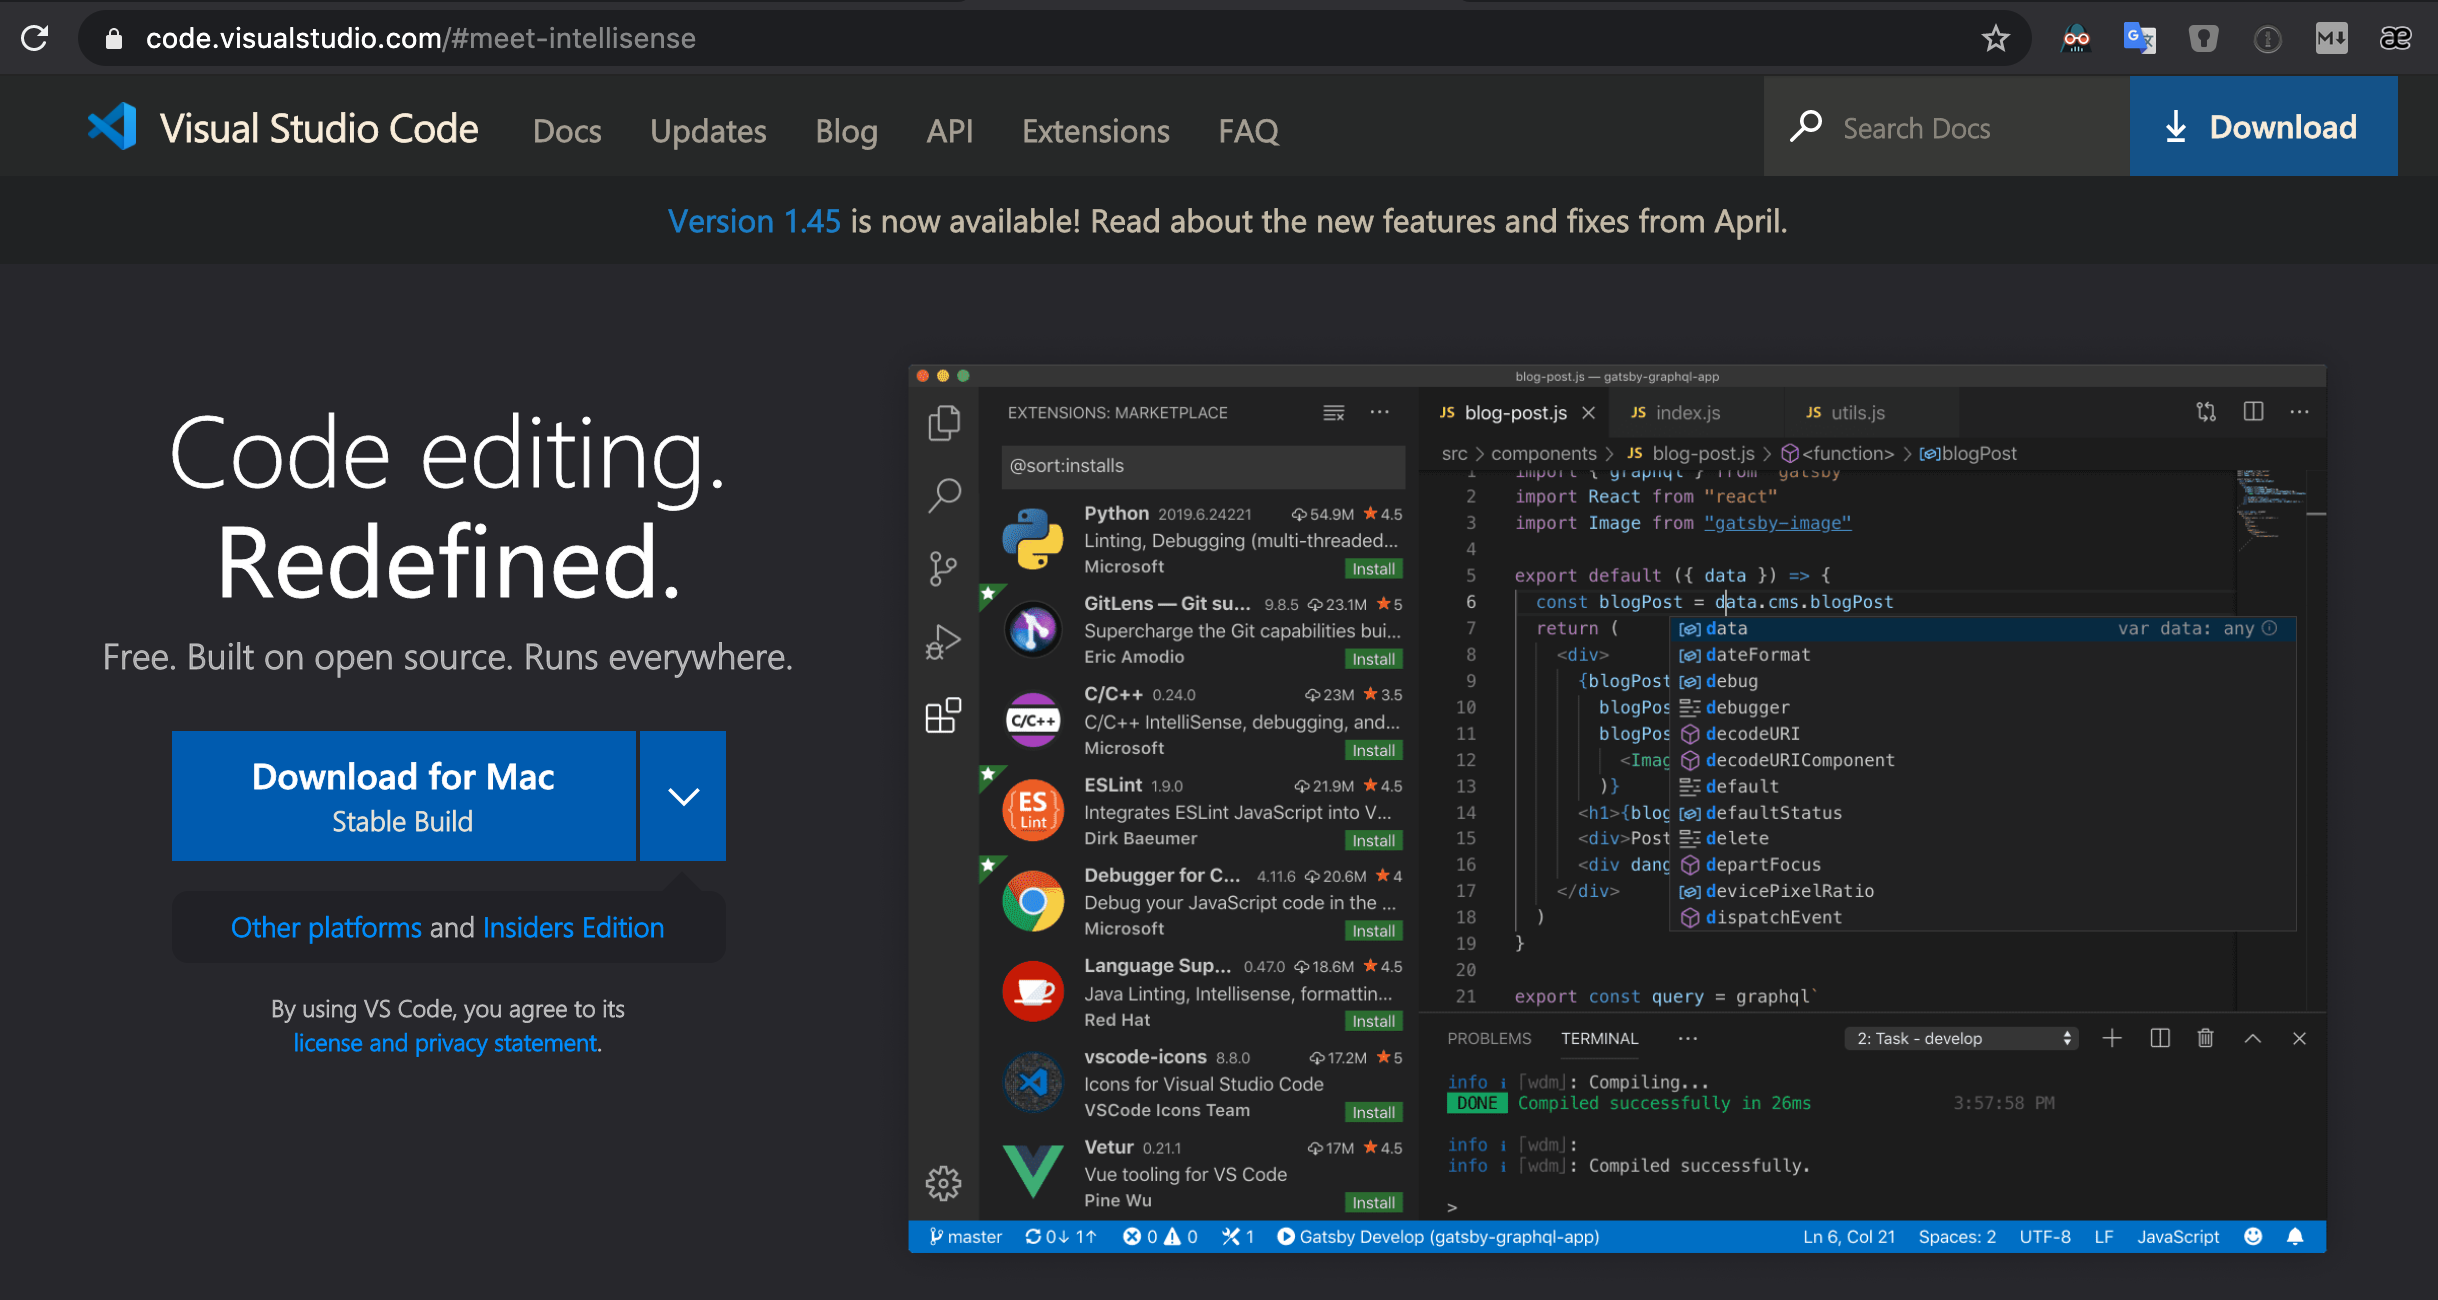 code.visualstudio.com/#meet-intellisense
Visual Studio Code
Docs
Updates
Blog
API
Extensions
FAQ
Search Docs
Download
Version 1.45 is now available! Read about the new features and fixes from April.
Code editing.
Redefined.
Free. Built on open source. Runs everywhere.
Download for Mac
Stable Build
Other platforms and Insiders Edition
By using VS Code, you agree to its
license and privacy statement.
blog-post.js — gatsby-graphql-app
EXTENSIONS: MARKETPLACE
@sort:installs
Python 2019.6.24221 54.9M 4.5
Linting, Debugging (multi-threaded...
Microsoft Install
GitLens — Git su... 9.8.5 23.1M 5
Supercharge the Git capabilities bui...
Eric Amodio Install
C/C++ 0.24.0 23M 3.5
C/C++
C/C++ IntelliSense, debugging, and...
Microsoft Install
ESLint 1.9.0 21.9M 4.5
ES
Lint
Integrates ESLint JavaScript into V...
Dirk Baeumer Install
Debugger for C... 4.11.6 20.6M 4
Debug your JavaScript code in the ...
Microsoft Install
Language Sup... 0.47.0 18.6M 4.5
Java Linting, Intellisense, formattin...
Red Hat Install
vscode-icons 8.8.0 17.2M 5
Icons for Visual Studio Code
VSCode Icons Team Install
Vetur 0.21.1 17M 4.5
Vue tooling for VS Code
Pine Wu Install
JS blog-post.js
JS index.js
JS utils.js
src > components > JS blog-post.js > <function> > blogPost
1 import { graphql } from "gatsby"
2 import React from "react"
3 import Image from "gatsby-image"
4
5 export default ({ data }) => {
6 const blogPost = data.cms.blogPost
7 return (
8 <div>
9 {blogPost
10 blogPos
11 blogPos
12 <Imag
13 )}
14 <h1>{blog
15 <div>Post
16 <div dang
17 </div>
18 )
19 }
20
21 export const query = graphql`
data var data: any
dateFormat
debug
debugger
decodeURI
decodeURIComponent
default
defaultStatus
delete
departFocus
devicePixelRatio
dispatchEvent
PROBLEMS
TERMINAL
2: Task - develop
info i ｢wdm｣: Compiling...
DONE Compiled successfully in 26ms 3:57:58 PM
info i ｢wdm｣:
info i ｢wdm｣: Compiled successfully.
>
master 0↓ 1↑ 0 0 1 Gatsby Develop (gatsby-graphql-app)
Ln 6, Col 21 Spaces: 2 UTF-8 LF JavaScript